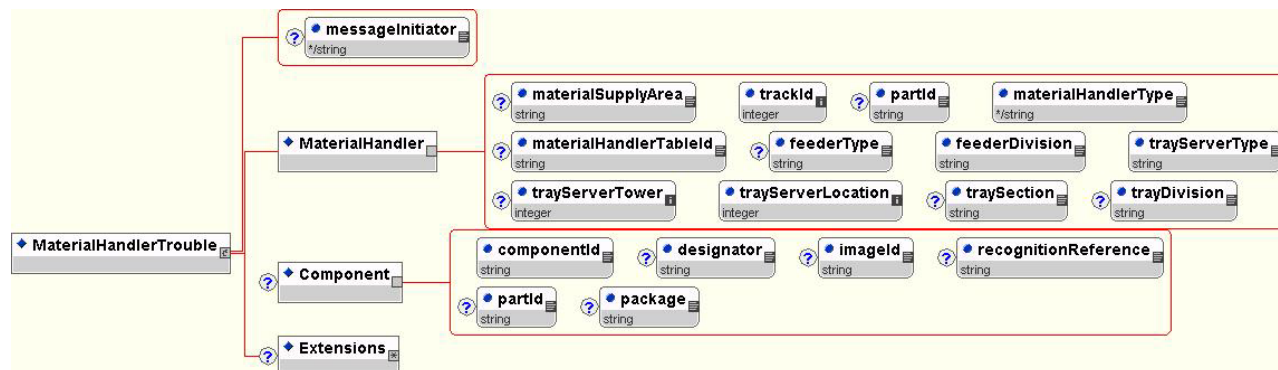 ? messageInitiator
*/string
? materialSupplyArea trackId ? partId materialHandlerType
string integer i string */string
MaterialHandler ? materialHandlerTableId ? feederType feederDivision trayServerType
string string string string
? trayServerTower trayServerLocation ? traySection ? trayDivision
integer i integer i string string
MaterialHandlerTrouble
componentId ? designator ? imageId ? recognitionReference
string string string string
? Component
? partId ? package
string string
? Extensions *